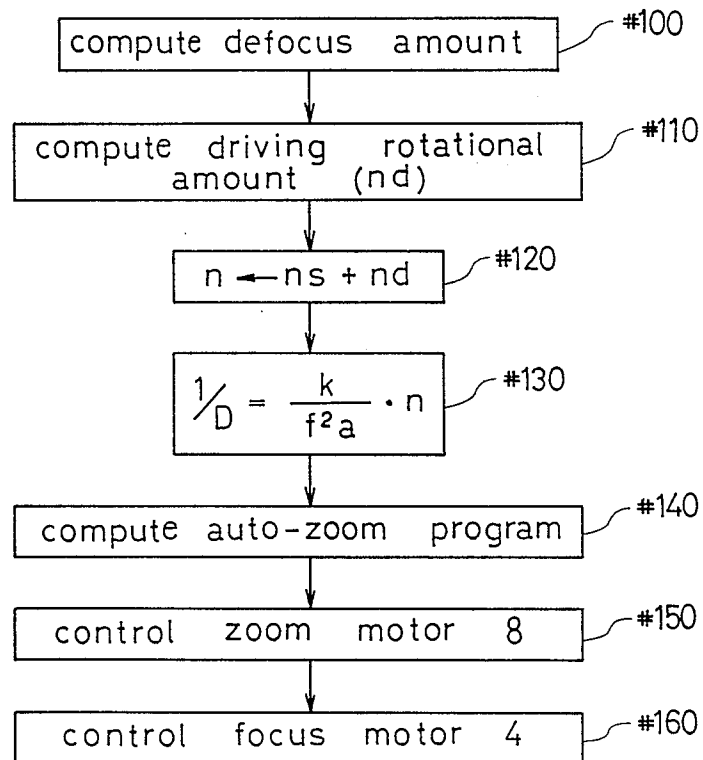 compute defocus amount
#100
compute driving rotational
amount (nd)
#110
n ← ns + nd
#120
1/D = k/f²a · n
#130
compute auto-zoom program
#140
control zoom motor 8
#150
control focus motor 4
#160